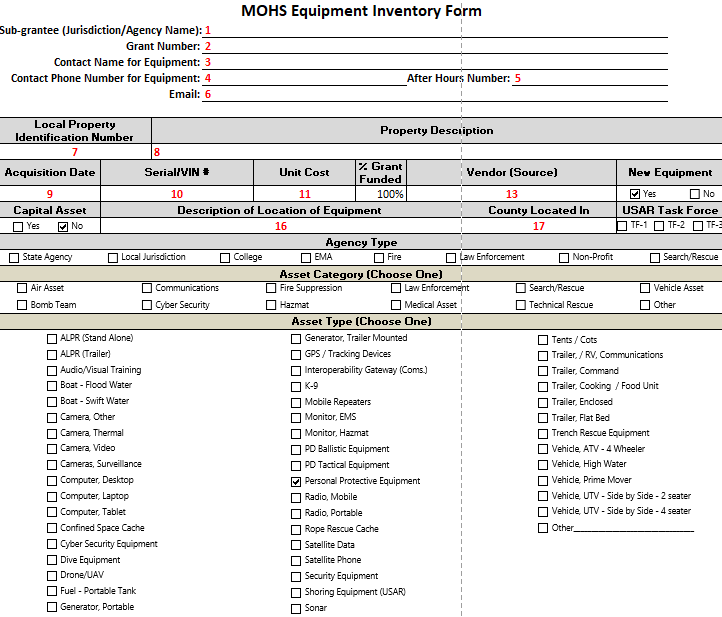 MOHS Equipment Inventory Form
Sub-grantee (Jurisdiction/Agency Name): 1
Grant Number: 2
Contact Name for Equipment: 3
Contact Phone Number for Equipment: 4 After Hours Number: 5
Email: 6
Local Property Identification Number Property Description
7 8
Acquisition Date Serial/VIN # Unit Cost % Grant Funded Vendor (Source) New Equipment
9 10 11 100% 13 Yes No
Capital Asset Description of Location of Equipment County Located In USAR Task Force
Yes No 16 17 TF-1 TF-2 TF-3
Agency Type
State Agency Local Jurisdiction College EMA Fire Law Enforcement Non-Profit Search/Rescue
Asset Category (Choose One)
Air Asset Communications Fire Suppression Law Enforcement Search/Rescue Vehicle Asset
Bomb Team Cyber Security Hazmat Medical Asset Technical Rescue Other
Asset Type (Choose One)
ALPR (Stand Alone) Generator, Trailer Mounted Tents / Cots
ALPR (Trailer) GPS / Tracking Devices Trailer, / RV, Communications
Audio/Visual Training Interoperability Gateway (Coms.) Trailer, Command
Boat - Flood Water K-9 Trailer, Cooking / Food Unit
Boat - Swift Water Mobile Repeaters Trailer, Enclosed
Camera, Other Monitor, EMS Trailer, Flat Bed
Camera, Thermal Monitor, Hazmat Trench Rescue Equipment
Camera, Video PD Ballistic Equipment Vehicle, ATV - 4 Wheeler
Cameras, Surveillance PD Tactical Equipment Vehicle, High Water
Computer, Desktop Personal Protective Equipment Vehicle, Prime Mover
Computer, Laptop Radio, Mobile Vehicle, UTV - Side by Side - 2 seater
Computer, Tablet Radio, Portable Vehicle, UTV - Side by Side - 4 seater
Confined Space Cache Rope Rescue Cache Other
Cyber Security Equipment Satellite Data
Dive Equipment Satellite Phone
Drone/UAV Security Equipment
Fuel - Portable Tank Shoring Equipment (USAR)
Generator, Portable Sonar